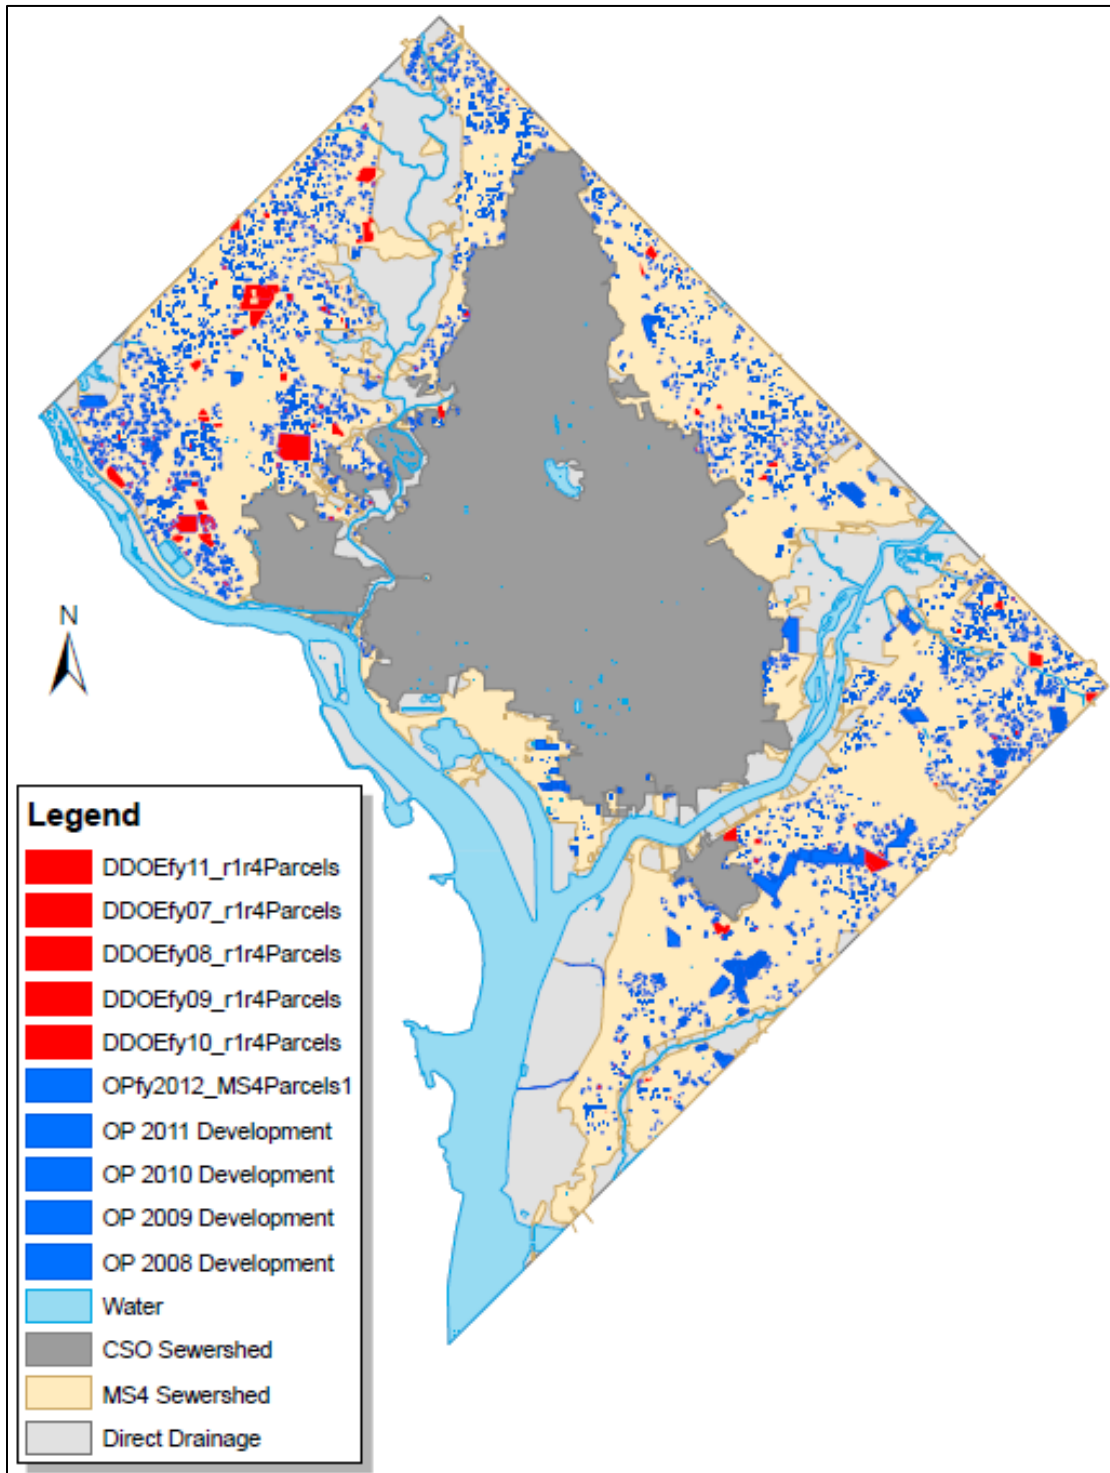 N
Legend
DDOEfy11_r1r4Parcels
DDOEfy07_r1r4Parcels
DDOEfy08_r1r4Parcels
DDOEfy09_r1r4Parcels
DDOEfy10_r1r4Parcels
OPfy2012_MS4Parcels1
OP 2011 Development
OP 2010 Development
OP 2009 Development
OP 2008 Development
Water
CSO Sewershed
MS4 Sewershed
Direct Drainage